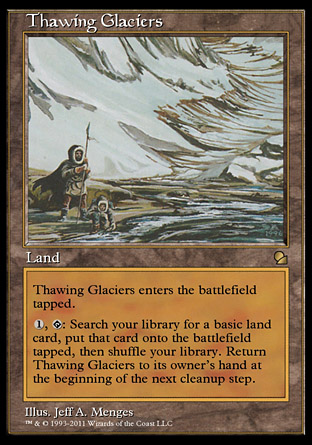 Thawing Glaciers
Land
Thawing Glaciers enters the battlefield
tapped.
1, : Search your library for a basic land
card, put that card onto the battlefield
tapped, then shuffle your library. Return
Thawing Glaciers to its owner's hand at
the beginning of the next cleanup step.
Illus. Jeff A. Menges
™ & © 1993-2011 Wizards of the Coast LLC